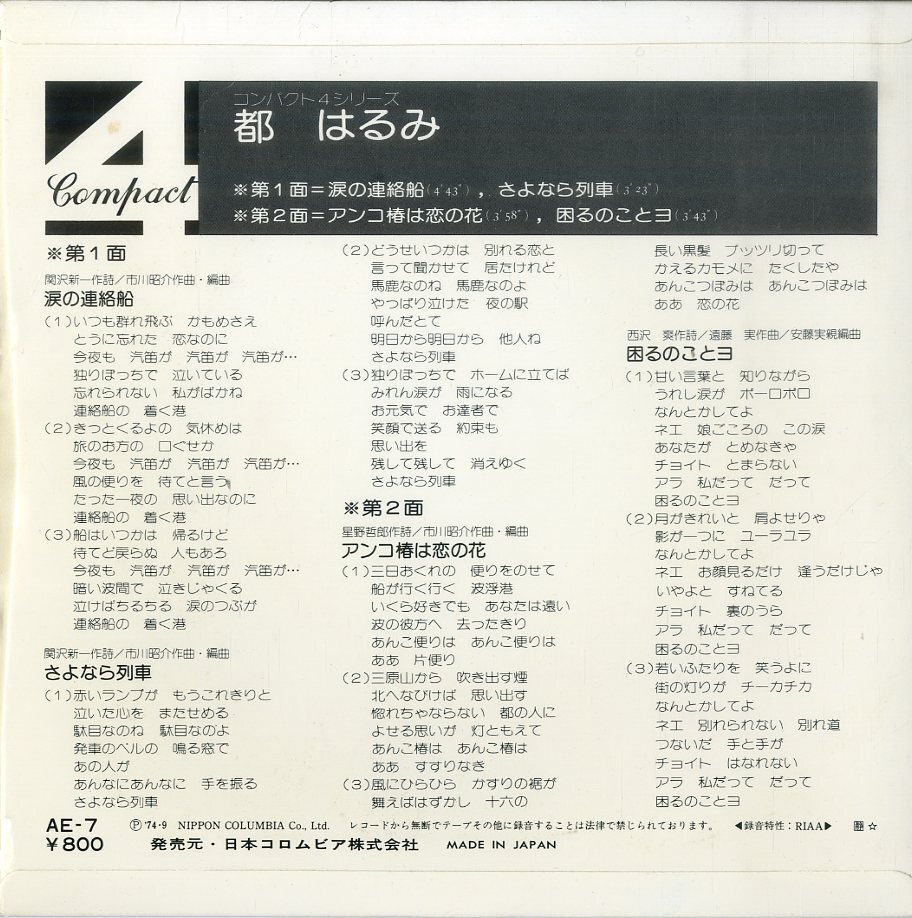 4
Compact
コンパクト4シリーズ
都 はるみ
※第1面=涙の連絡船(4´43˝),さよなら列車(3´23˝)
※第2面=アンコ椿は恋の花(3´58˝),困るのことヨ(3´43˝)
※第1面
関沢新一作詩/市川昭介作曲・編曲
涙の連絡船
(1)いつも群れ飛ぶ かもめさえ
とうに忘れた 恋なのに
今夜も 汽笛が 汽笛が 汽笛が…
独りぼっちで 泣いている
忘れられない 私がばかね
連絡船の 着く港
(2)きっとくるよの 気休めは
旅のお方の 口ぐせか
今夜も 汽笛が 汽笛が 汽笛が…
風の便りを 待てと言う
たった一夜の 思い出なのに
連絡船の 着く港
(3)船はいつかは 帰るけど
待てど戻らぬ 人もあろ
今夜も 汽笛が 汽笛が 汽笛が…
暗い波間で 泣きじゃくる
泣けばちるちる 涙のつぶが
連絡船の 着く港
関沢新一作詩/市川昭介作曲・編曲
さよなら列車
(1)赤いランプが もうこれきりと
泣いた心を またせめる
駄目なのね 駄目なのよ
発車のベルの 鳴る窓で
あの人が
あんなにあんなに 手を振る
さよなら列車
(2)どうせいつかは 別れる恋と
言って聞かせて 居たけれど
馬鹿なのね 馬鹿なのよ
やっぱり泣けた 夜の駅
呼んだとて
明日から明日から 他人ね
さよなら列車
(3)独りぼっちで ホームに立てば
みれん涙が 雨になる
お元気で お達者で
笑顔で送る 約束も
思い出を
残して残して 消えゆく
さよなら列車
※第2面
星野哲郎作詩/市川昭介作曲・編曲
アンコ椿は恋の花
(1)三日おくれの 便りをのせて
船が行く行く 波浮港
いくら好きでも あなたは遠い
波の彼方へ 去ったきり
あんこ便りは あんこ便りは
ああ 片便り
(2)三原山から 吹き出す煙
北へなびけば 思い出す
惚れちゃならない 都の人に
よせる思いが 灯ともえて
あんこ椿は あんこ椿は
ああ すすりなき
(3)風にひらひら かすりの裾が
舞えばはずかし 十六の
長い黒髪 プッツリ切って
かえるカモメに たくしたや
あんこつぼみは あんこつぼみは
ああ 恋の花
西沢 爽作詩/遠藤 実作曲/安藤実親編曲
困るのことヨ
(1)甘い言葉と 知りながら
うれし涙が ポーロポロ
なんとかしてよ
ネエ 娘ごころの この涙
あなたが とめなきゃ
チョイト とまらない
アラ 私だって だって
困るのことヨ
(2)月がきれいと 肩よせりゃ
影が一つに ユーラユラ
なんとかしてよ
ネエ お顔見るだけ 逢うだけじゃ
いやよと すねてる
チョイト 裏のうら
アラ 私だって だって
困るのことヨ
(3)若いふたりを 笑うよに
街の灯りが チーカチカ
なんとかしてよ
ネエ 別れられない 別れ道
つないだ 手と手が
チョイト はなれない
アラ 私だって だって
困るのことヨ
AE-7 Ⓟ'74・9 NIPPON COLUMBIA Co., Ltd. レコードから無断でテープその他に録音することは法律で禁じられております。 ◀録音特性:RIAA▶ ☆
¥800 発売元・日本コロムビア株式会社 MADE IN JAPAN